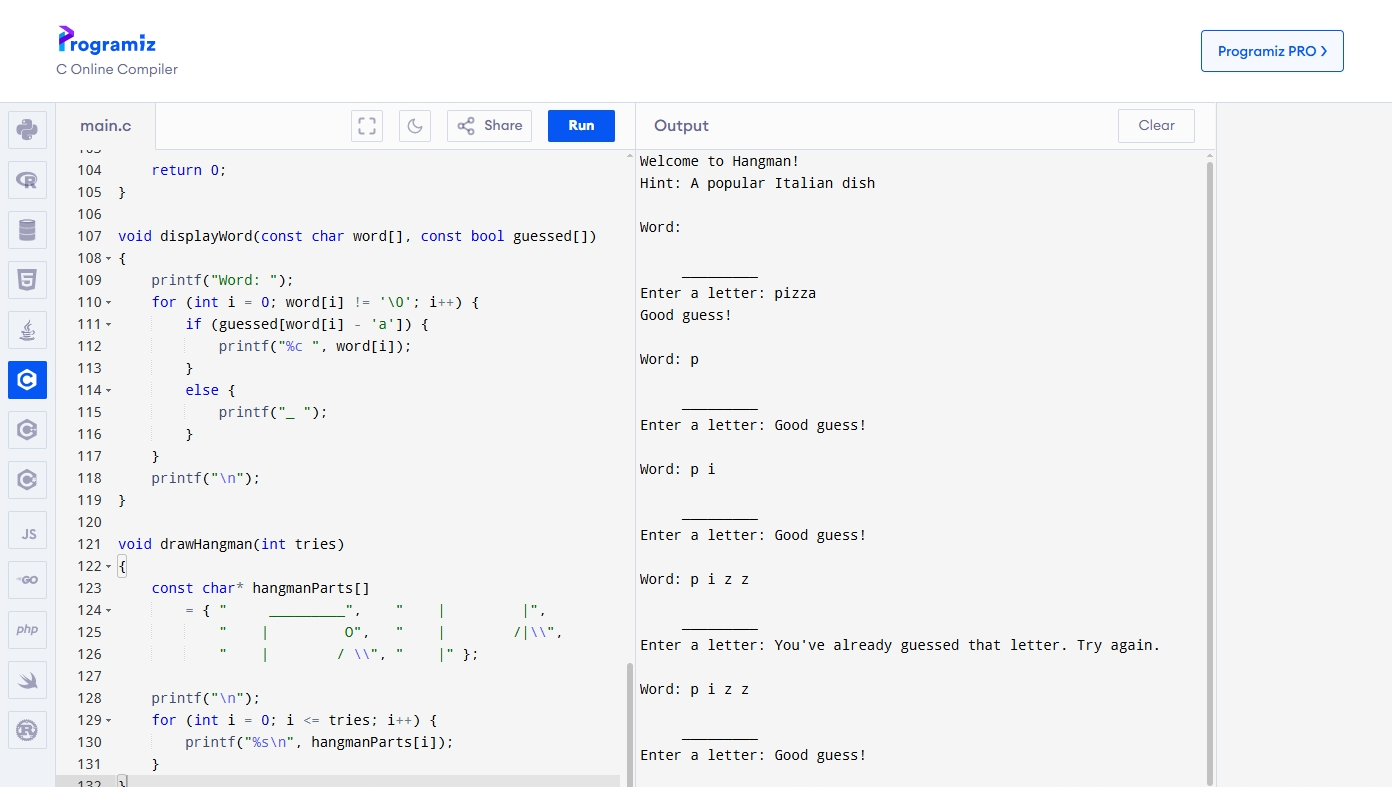 Programiz
C Online Compiler
Programiz PRO
main.c
Share
Run
Output
Clear
JS
GO
php
103
104     return 0;
105 }
106
107 void displayWord(const char word[], const bool guessed[])
108 {
109     printf("Word: ");
110     for (int i = 0; word[i] != '\0'; i++) {
111         if (guessed[word[i] - 'a']) {
112             printf("%c ", word[i]);
113         }
114         else {
115             printf("_ ");
116         }
117     }
118     printf("\n");
119 }
120
121 void drawHangman(int tries)
122 {
123     const char* hangmanParts[]
124         = { "     _________",    "    |         |",
125             "    |         O",   "    |        /|\\",
126             "    |        / \\", "    |" };
127
128     printf("\n");
129     for (int i = 0; i <= tries; i++) {
130         printf("%s\n", hangmanParts[i]);
131     }
132 }
Welcome to Hangman!
Hint: A popular Italian dish
Word:
_________
Enter a letter: pizza
Good guess!
Word: p
_________
Enter a letter: Good guess!
Word: p i
_________
Enter a letter: Good guess!
Word: p i z z
_________
Enter a letter: You've already guessed that letter. Try again.
Word: p i z z
_________
Enter a letter: Good guess!